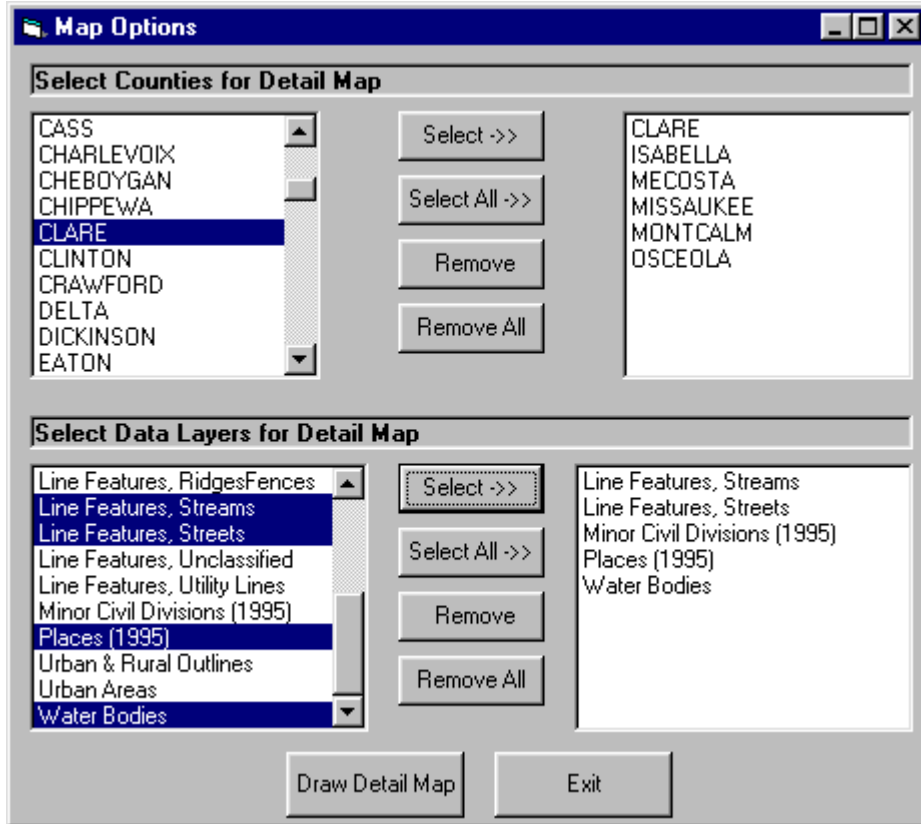 Map Options
Select Counties for Detail Map
CASS
CHARLEVOIX
CHEBOYGAN
CHIPPEWA
CLARE
CLINTON
CRAWFORD
DELTA
DICKINSON
EATON
Select ->>
Select All ->>
Remove
Remove All
CLARE
ISABELLA
MECOSTA
MISSAUKEE
MONTCALM
OSCEOLA
Select Data Layers for Detail Map
Line Features, RidgesFences
Line Features, Streams
Line Features, Streets
Line Features, Unclassified
Line Features, Utility Lines
Minor Civil Divisions (1995)
Places (1995)
Urban & Rural Outlines
Urban Areas
Water Bodies
Select ->>
Select All ->>
Remove
Remove All
Line Features, Streams
Line Features, Streets
Minor Civil Divisions (1995)
Places (1995)
Water Bodies
Draw Detail Map
Exit